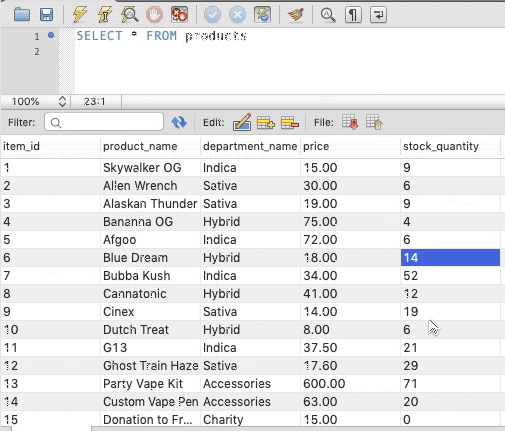 1 SELECT * FROM products
2
100% 23:1
Filter: Edit: File:
item_id product_name department_name price stock_quantity
1 Skywalker OG Indica 15.00 9
2 Allen Wrench Sativa 30.00 6
3 Alaskan Thunder Sativa 19.00 9
4 Bananna OG Hybrid 75.00 4
5 Afgoo Indica 72.00 6
6 Blue Dream Hybrid 18.00 14
7 Bubba Kush Indica 34.00 52
8 Cannatonic Hybrid 41.00 12
9 Cinex Sativa 14.00 19
10 Dutch Treat Hybrid 8.00 6
11 G13 Indica 37.50 21
12 Ghost Train Haze Sativa 17.60 29
13 Party Vape Kit Accessories 600.00 71
14 Custom Vape Pen Accessories 63.00 20
15 Donation to Fr... Charity 15.00 0